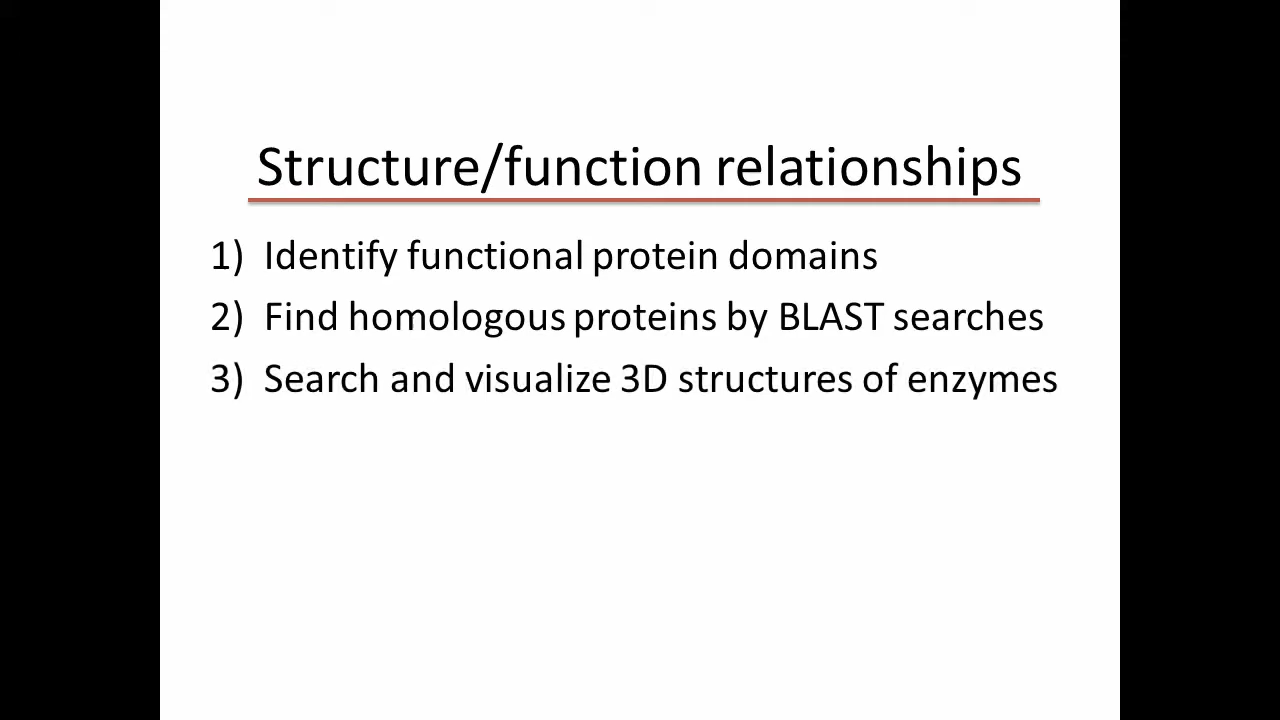 Structure/function relationships
1) Identify functional protein domains
2) Find homologous proteins by BLAST searches
3) Search and visualize 3D structures of enzymes